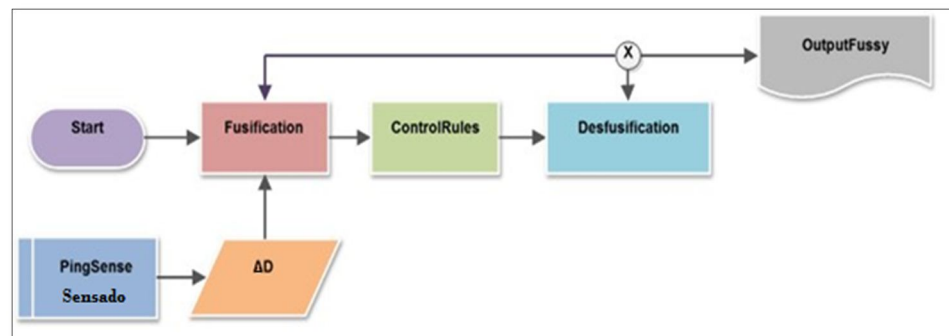 OutputFussy
X
Start
Fusification
ControlRules
Desfusification
PingSense
Sensado
ΔD